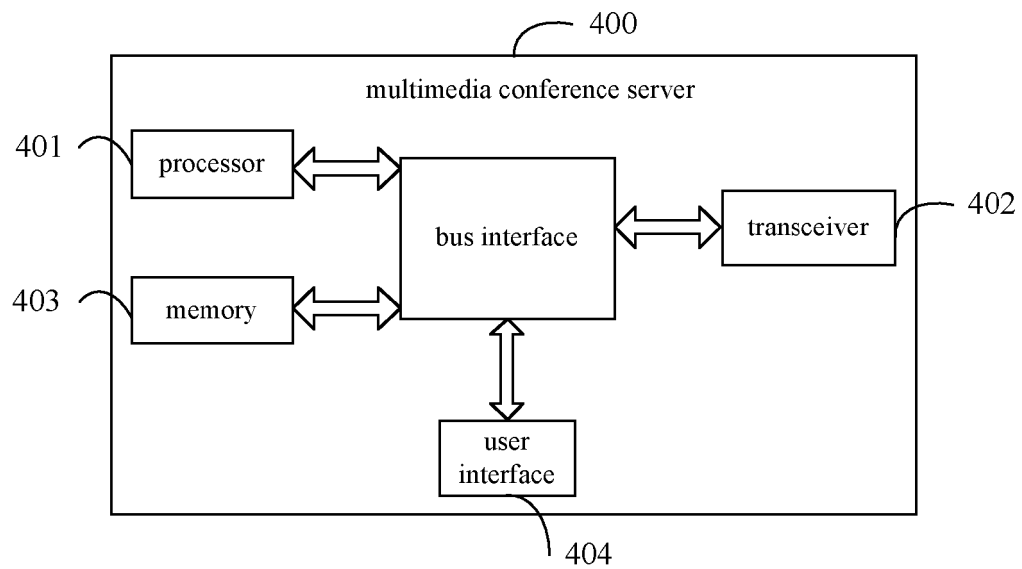 400
multimedia conference server
401
processor
bus interface
transceiver
402
403
memory
user
interface
404